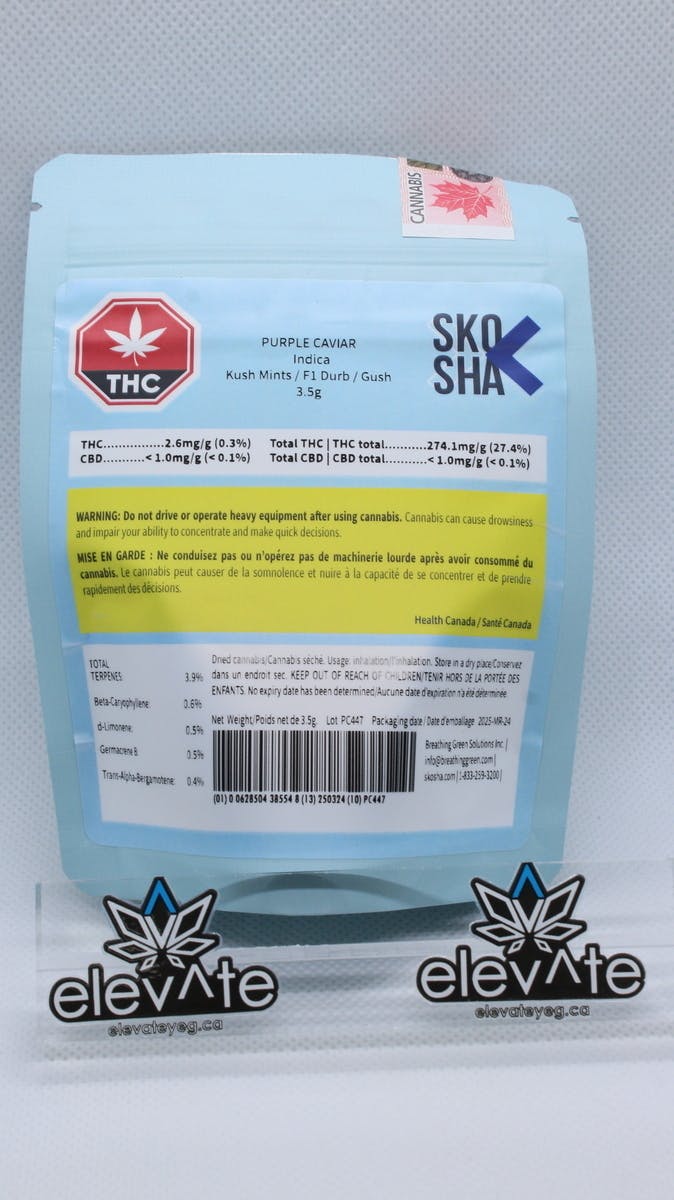 CANNABIS
THC
PURPLE CAVIAR
Indica
Kush Mints / F1 Durb / Gush
3.5g
SKO
SHA
THC................2.6mg/g (0.3%) Total THC | THC total..........274.1mg/g (27.4%)
CBD...........< 1.0mg/g (< 0.1%) Total CBD | CBD total..........< 1.0mg/g (< 0.1%)
WARNING: Do not drive or operate heavy equipment after using cannabis. Cannabis can cause drowsiness
and impair your ability to concentrate and make quick decisions.
MISE EN GARDE : Ne conduisez pas ou n'opérez pas de machinerie lourde après avoir consommé du
cannabis. Le cannabis peut causer de la somnolence et nuire à la capacité de se concentrer et de prendre
rapidement des décisions.
Health Canada / Santé Canada
TOTAL
TERPENES: 3.9%
Beta-Caryophyllene: 0.6%
d-Limonene: 0.5%
Germacrene B: 0.5%
Trans-Alpha-Bergamotene: 0.4%
Dried cannabis/Cannabis séché. Usage: inhalation/l'inhalation. Store in a dry place/Conservez
dans un endroit sec. KEEP OUT OF REACH OF CHILDREN/TENIR HORS DE LA PORTÉE DES
ENFANTS. No expiry date has been determined/Aucune date d'expiration n'a été déterminée.
Net Weight/Poids net de 3.5g. Lot PC447 Packaging date / Date d'emballage 2025-MR-24
Breathing Green Solutions Inc. |
info@breathinggreen.com |
skosha.com | 1-833-259-3200 |
(01) 0 0628504 38554 8 (13) 250324 (10) PC447
elevate
elevateyeg.ca
elevate
elevateyeg.ca